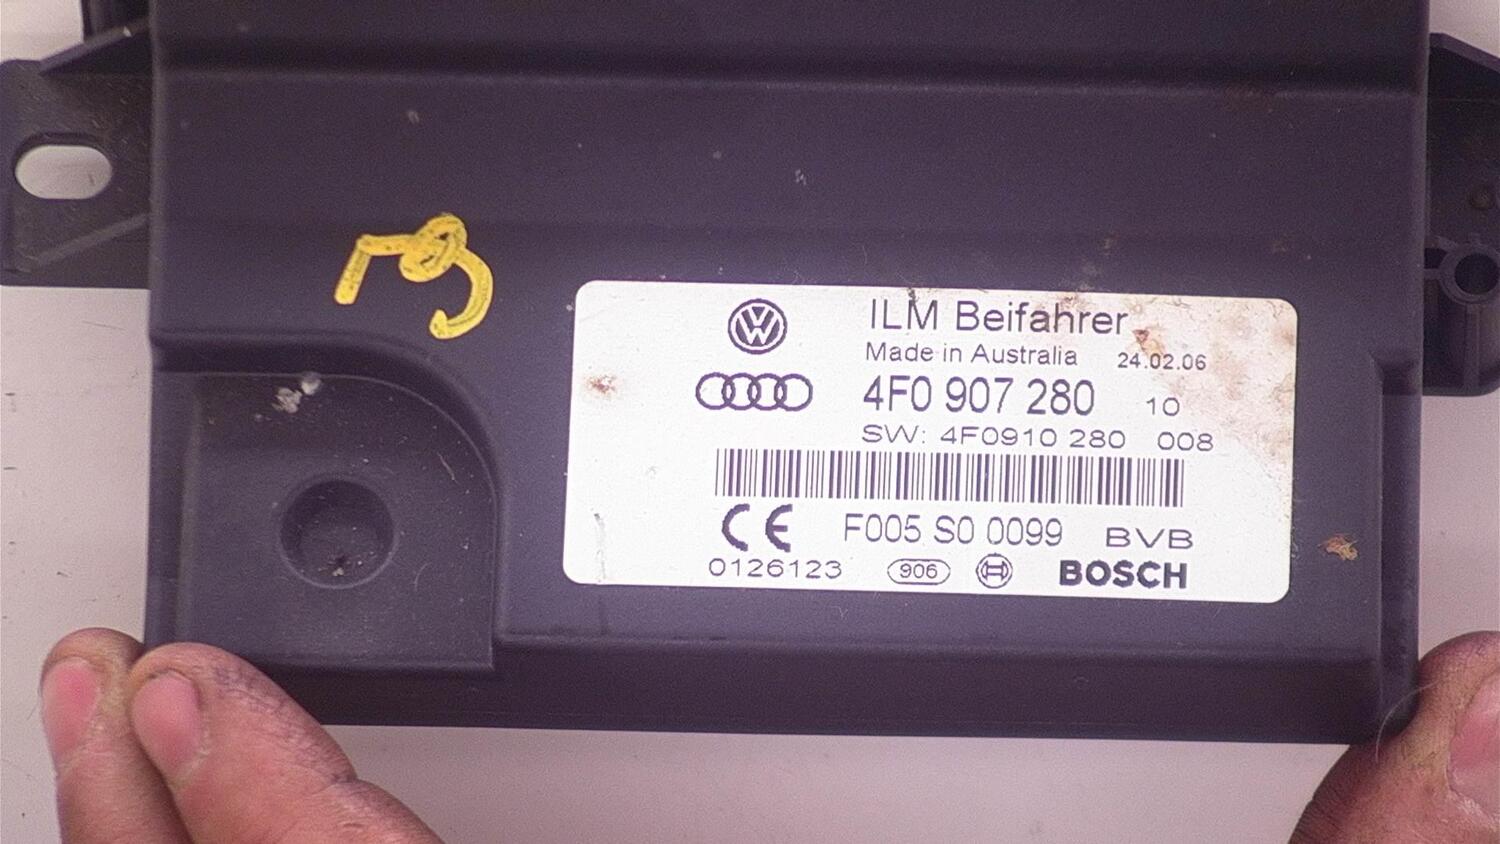 ILM Beifahrer
Made in Australia 24.02.06
4F0 907 280 10
SW: 4F0910 280 008
F005 S0 0099 BVB
0126123 906 BOSCH